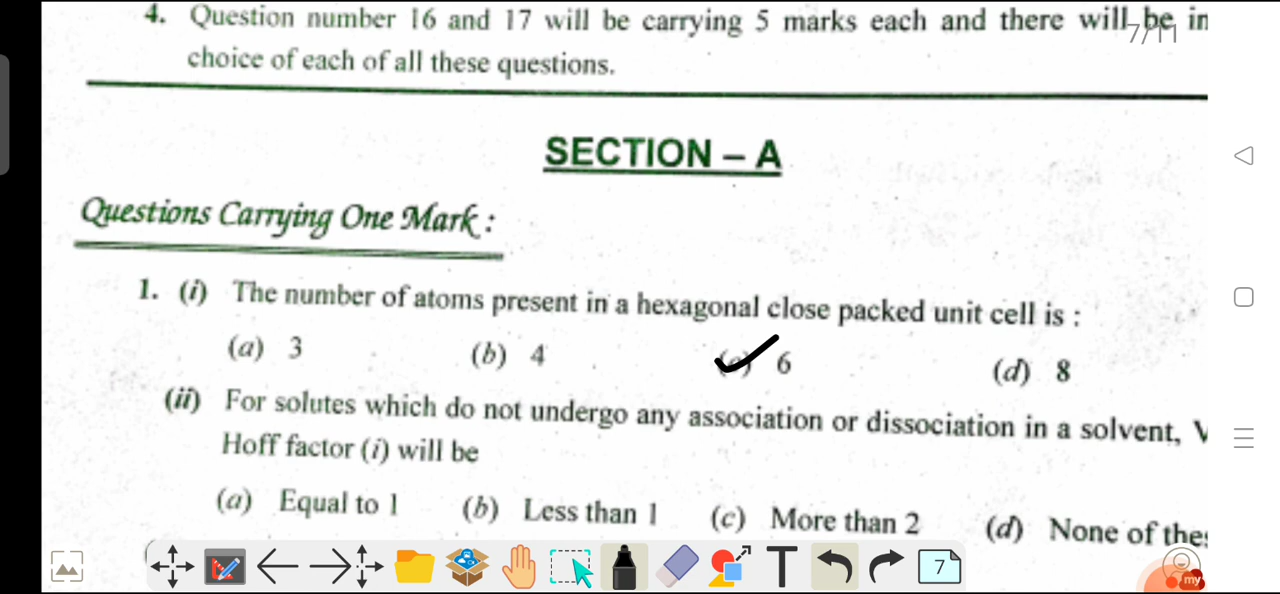 4. Question number 16 and 17 will be carrying 5 marks each and there will be in
7/11
choice of each of all these questions.
SECTION – A
Questions Carrying One Mark :
1. (i) The number of atoms present in a hexagonal close packed unit cell is :
(a) 3 (b) 4 (c) 6 (d) 8
(ii) For solutes which do not undergo any association or dissociation in a solvent, V
Hoff factor (i) will be
(a) Equal to 1 (b) Less than 1 (c) More than 2 (d) None of the
T 7
my